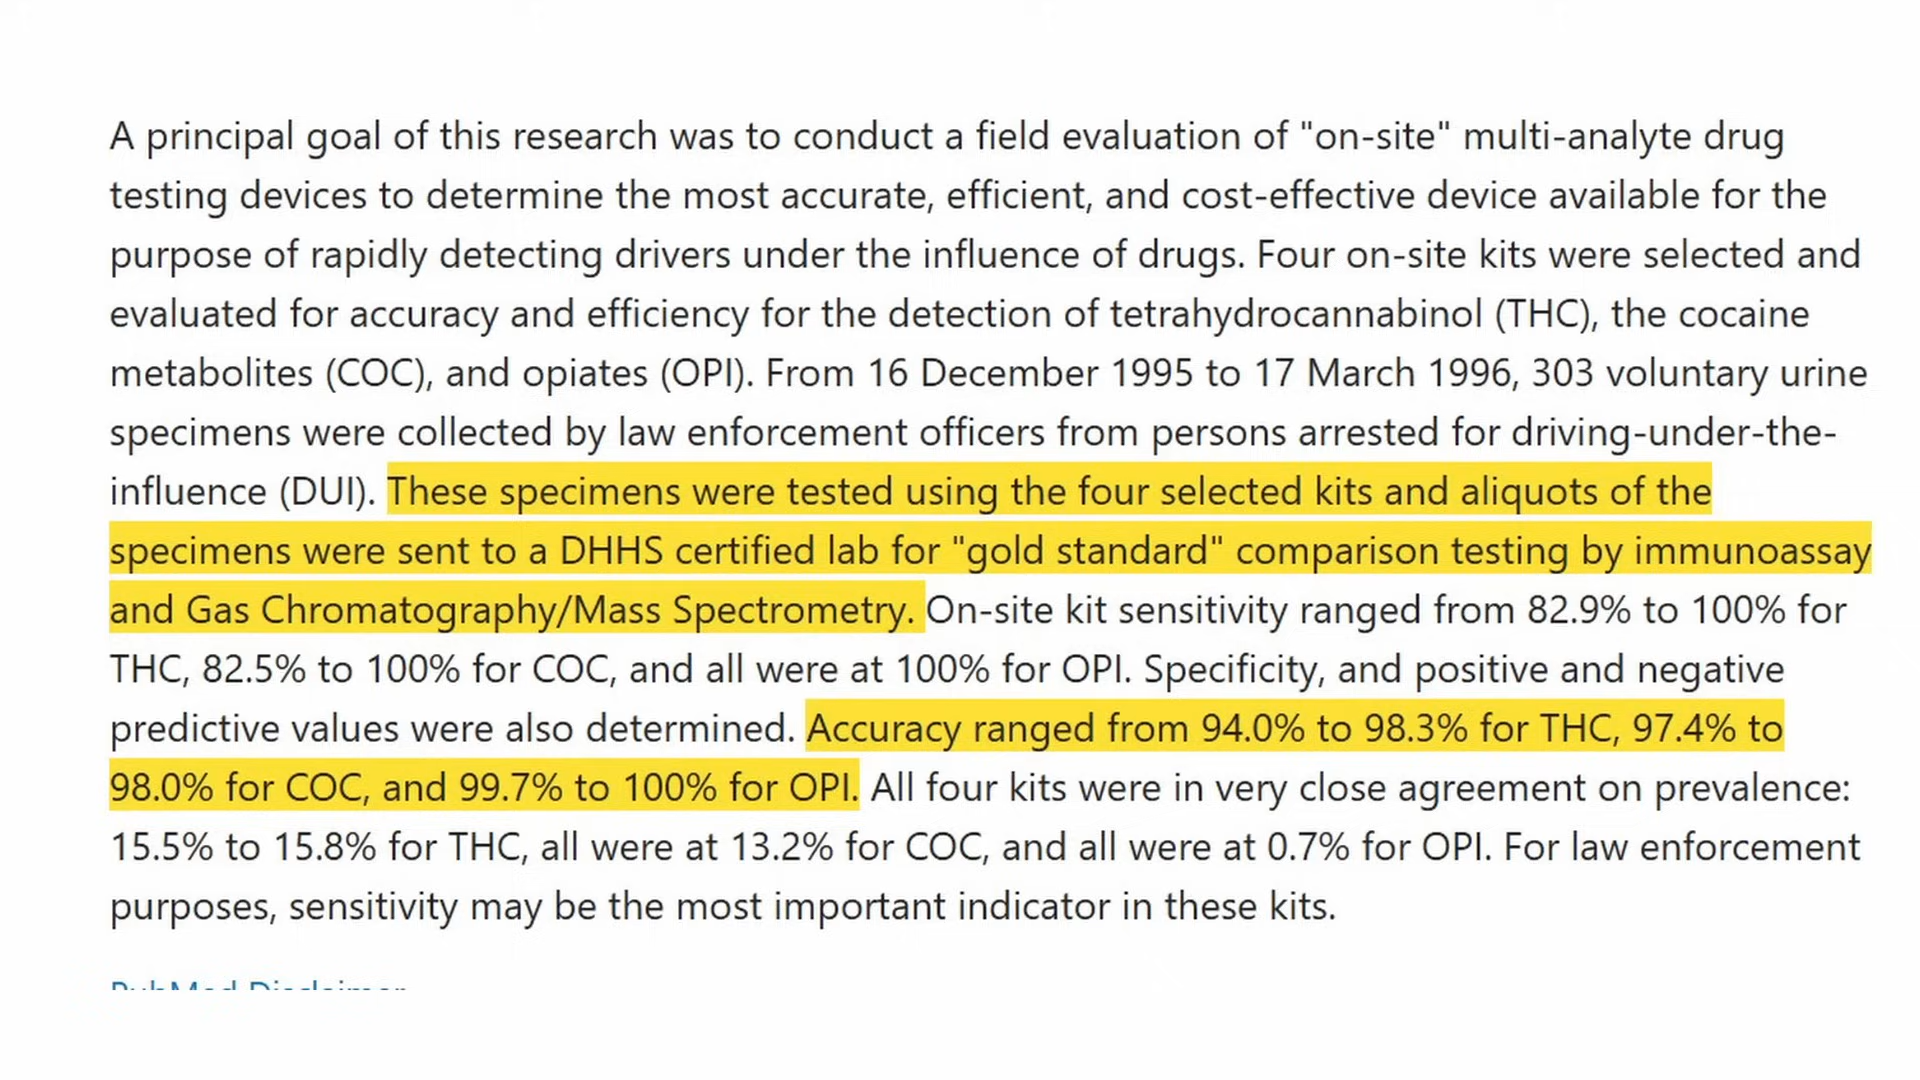 A principal goal of this research was to conduct a field evaluation of "on-site" multi-analyte drug
testing devices to determine the most accurate, efficient, and cost-effective device available for the
purpose of rapidly detecting drivers under the influence of drugs. Four on-site kits were selected and
evaluated for accuracy and efficiency for the detection of tetrahydrocannabinol (THC), the cocaine
metabolites (COC), and opiates (OPI). From 16 December 1995 to 17 March 1996, 303 voluntary urine
specimens were collected by law enforcement officers from persons arrested for driving-under-the-
influence (DUI). These specimens were tested using the four selected kits and aliquots of the
specimens were sent to a DHHS certified lab for "gold standard" comparison testing by immunoassay
and Gas Chromatography/Mass Spectrometry. On-site kit sensitivity ranged from 82.9% to 100% for
THC, 82.5% to 100% for COC, and all were at 100% for OPI. Specificity, and positive and negative
predictive values were also determined. Accuracy ranged from 94.0% to 98.3% for THC, 97.4% to
98.0% for COC, and 99.7% to 100% for OPI. All four kits were in very close agreement on prevalence:
15.5% to 15.8% for THC, all were at 13.2% for COC, and all were at 0.7% for OPI. For law enforcement
purposes, sensitivity may be the most important indicator in these kits.
PubMed Disclaimer